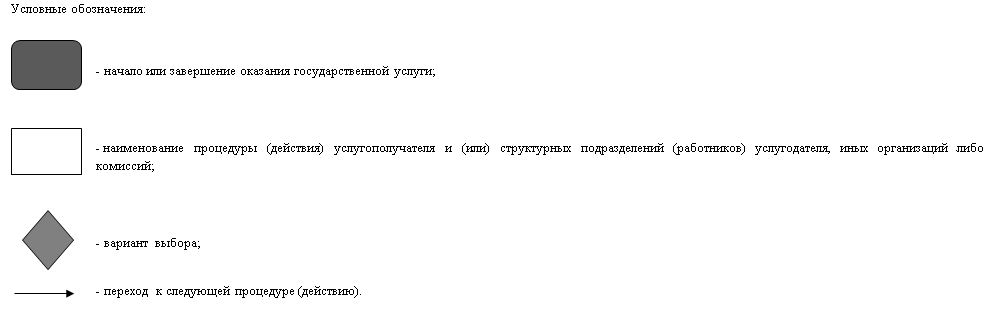 Условные обозначения:
- начало или завершение оказания государственной услуги;
- наименование процедуры (действия) услугополучателя и (или) структурных подразделений (работников) услугодателя, иных организаций либо
комиссий;
- вариант выбора;
- переход к следующей процедуре (действию).